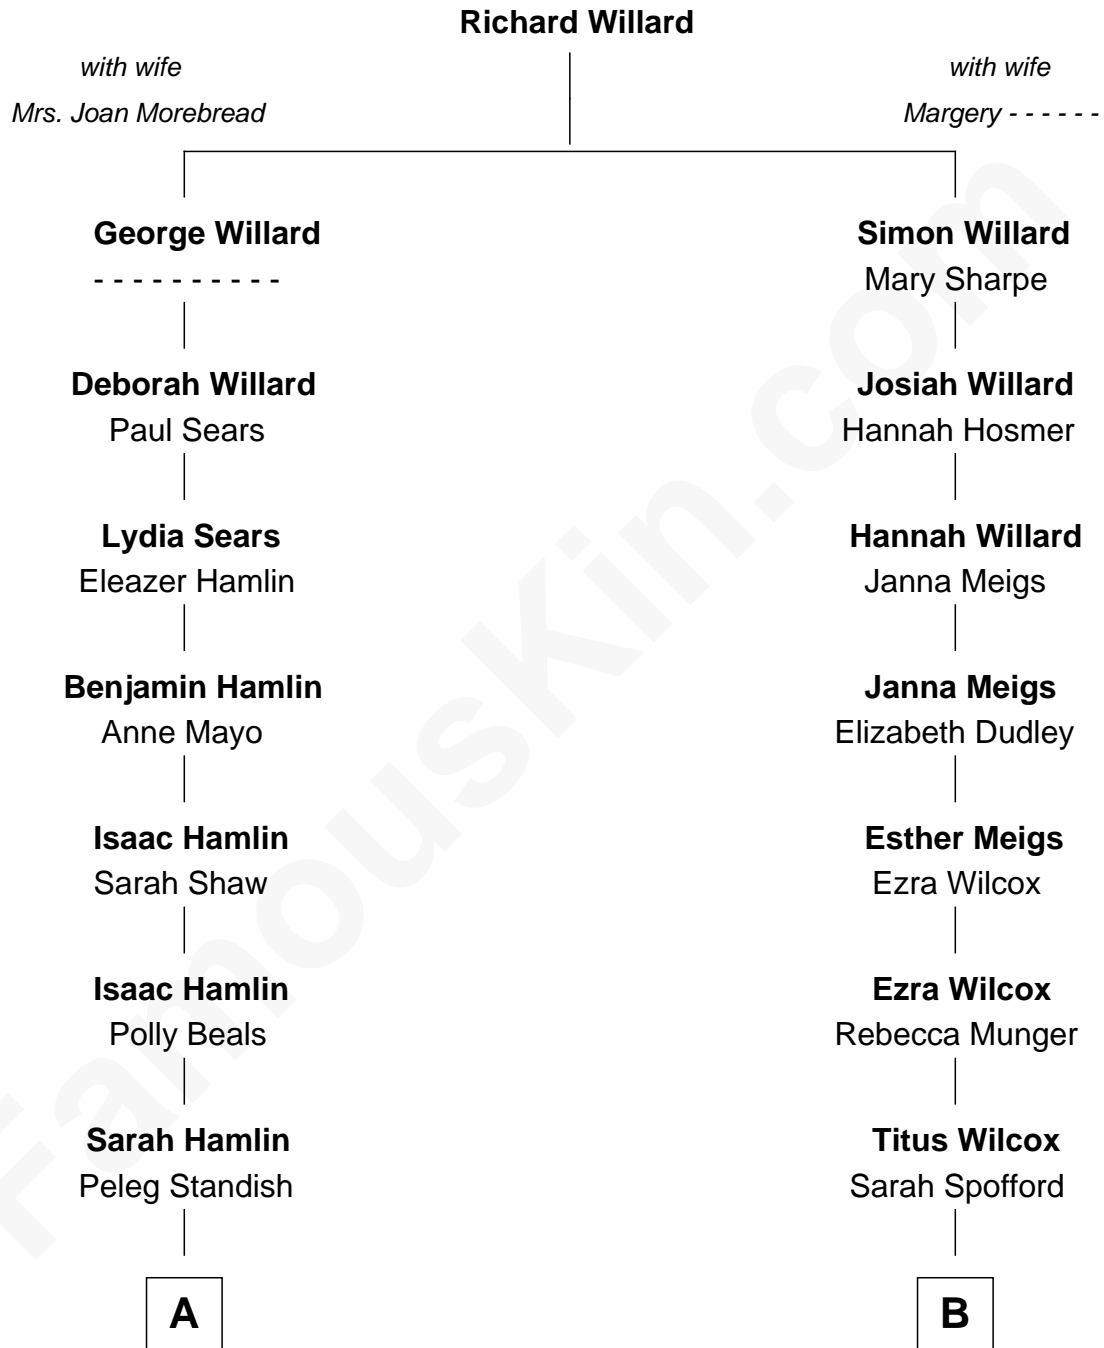 Richard Willard
with wife
Mrs. Joan Morebread
with wife
Margery - - - - - -
George Willard
- - - - - - - - - -
Simon Willard
Mary Sharpe
Deborah Willard
Paul Sears
Josiah Willard
Hannah Hosmer
Lydia Sears
Eleazer Hamlin
Hannah Willard
Janna Meigs
Benjamin Hamlin
Anne Mayo
Janna Meigs
Elizabeth Dudley
Isaac Hamlin
Sarah Shaw
Esther Meigs
Ezra Wilcox
Isaac Hamlin
Polly Beals
Ezra Wilcox
Rebecca Munger
Sarah Hamlin
Peleg Standish
Titus Wilcox
Sarah Spofford
A
B
FamousKin.com